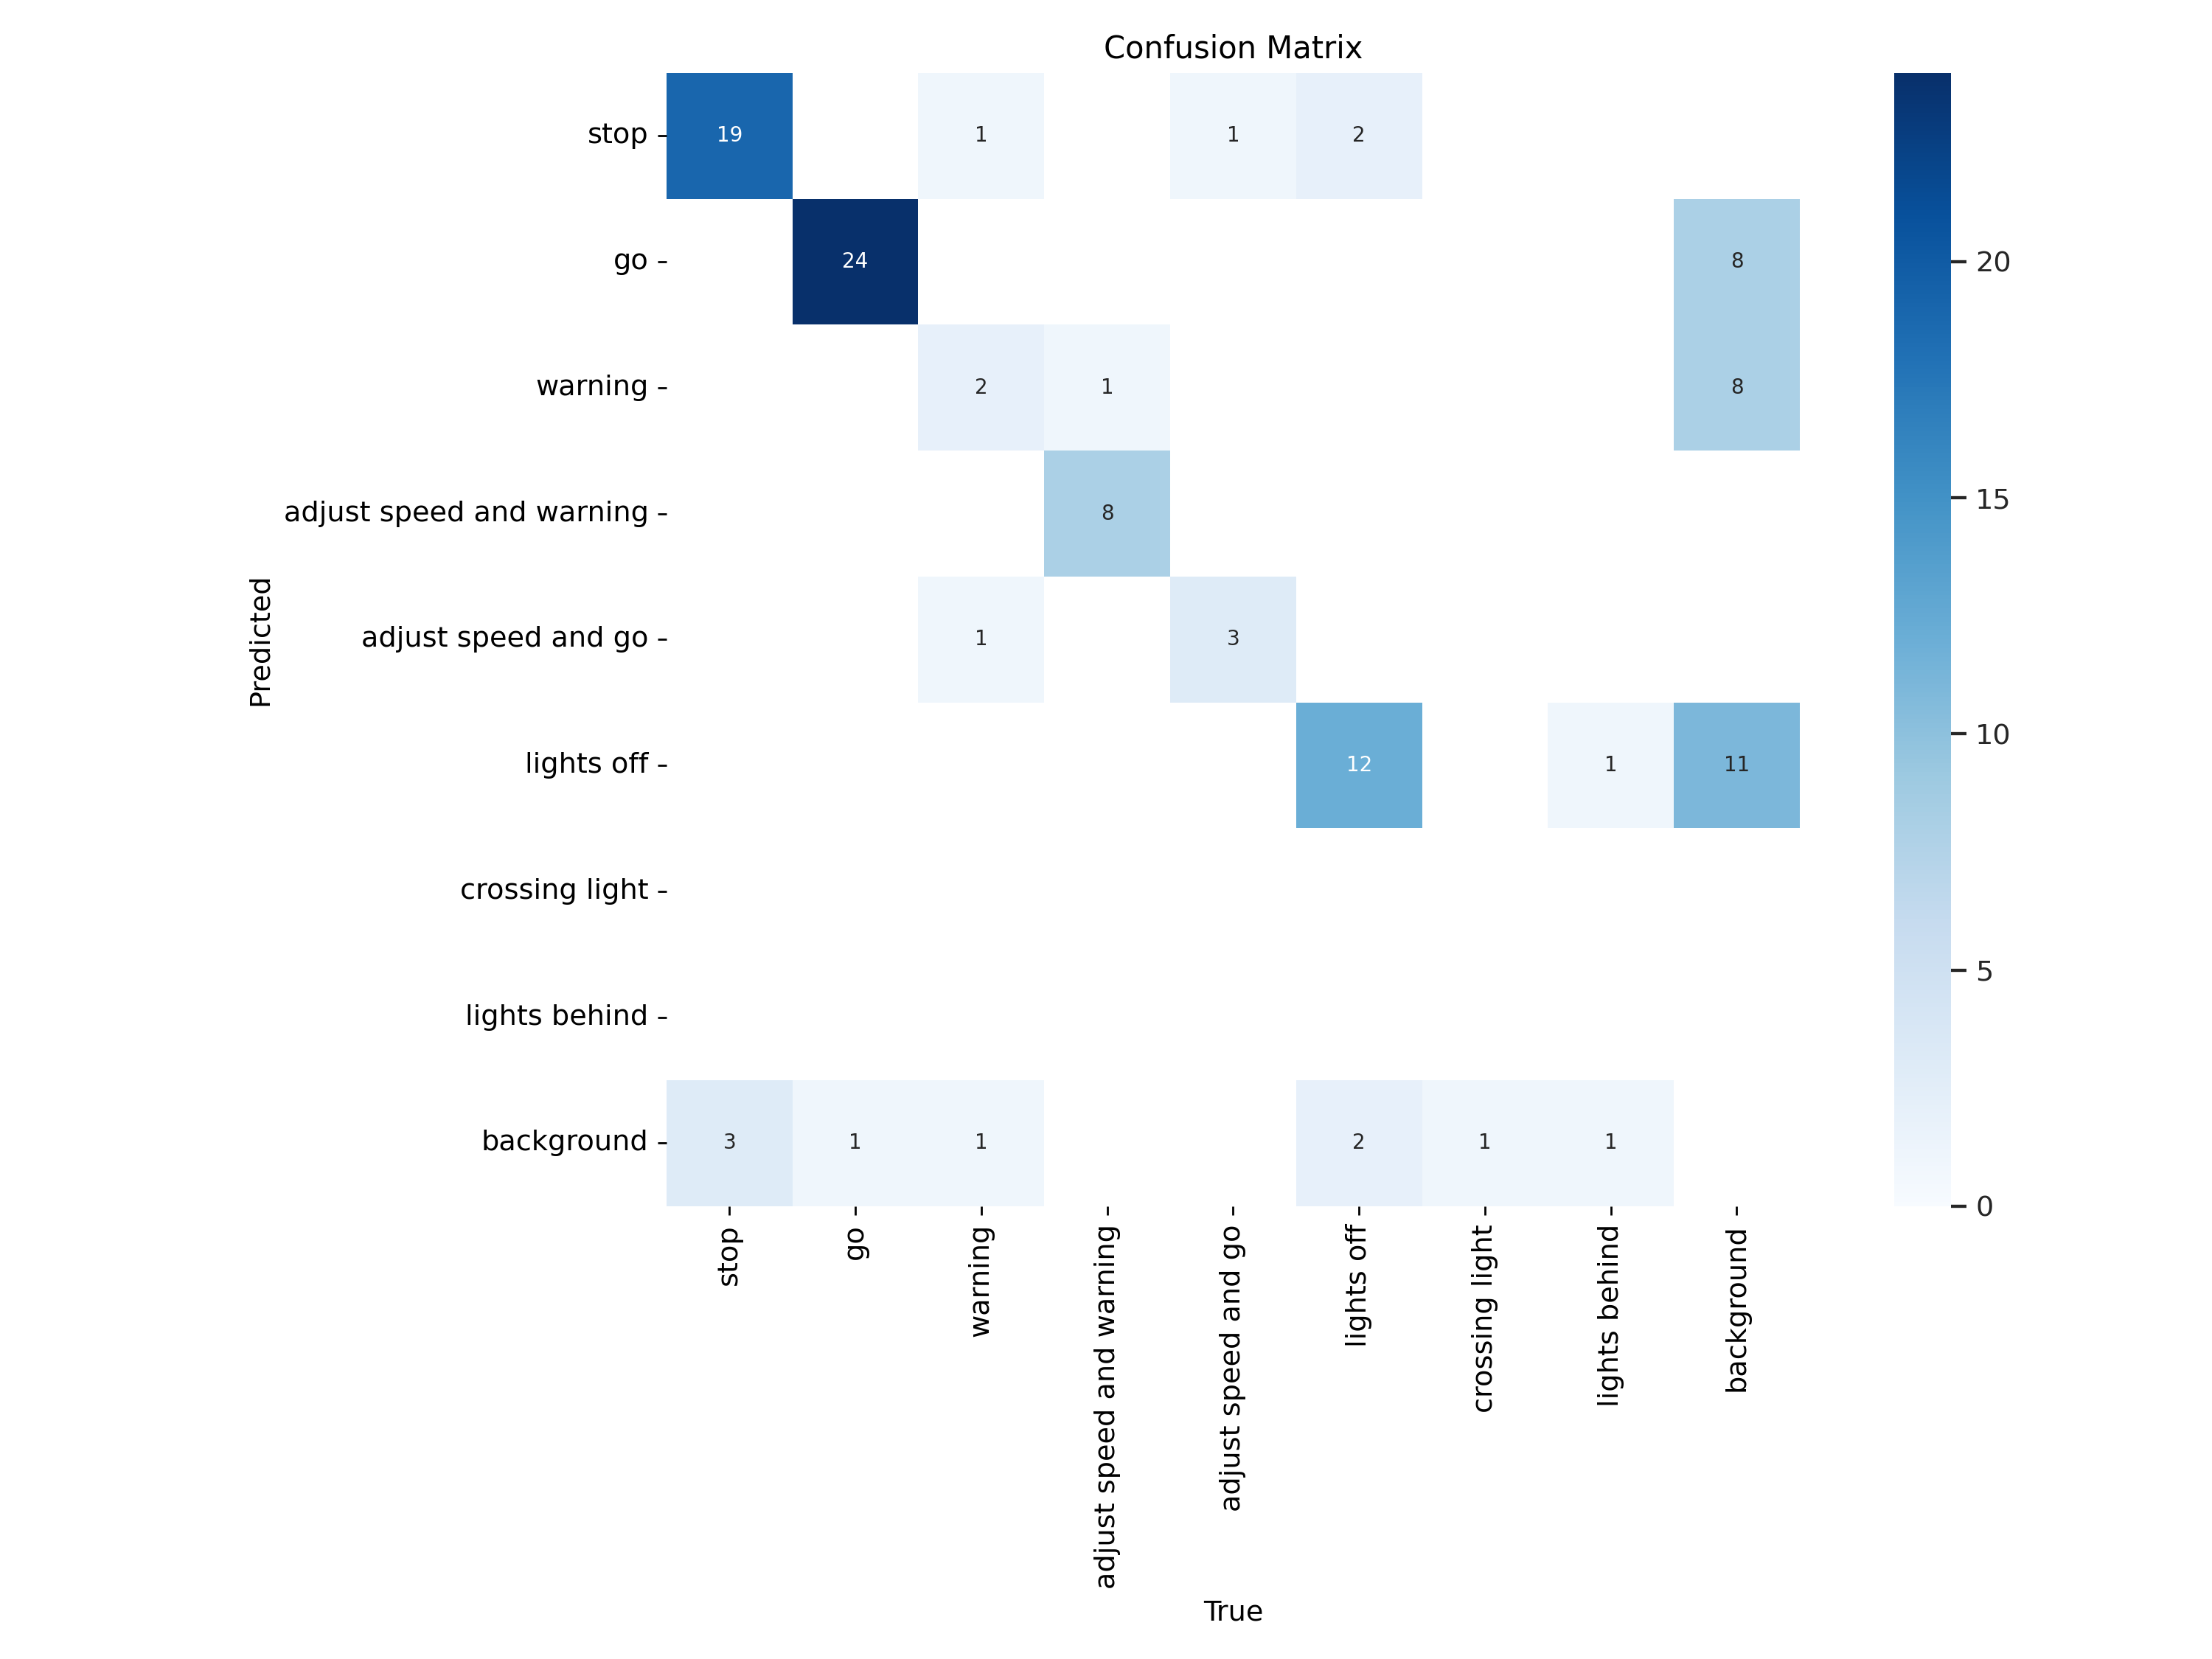 Confusion Matrix
stop
19 1 1 2
go
24 8
20
warning
2 1 8
adjust speed and warning
8
15
Predicted
adjust speed and go
1 3
lights off
12 1 11
10
crossing light
5
lights behind
background
3 1 1 2 1 1
0
stop
go
warning
adjust speed and warning
adjust speed and go
lights off
crossing light
lights behind
background
True